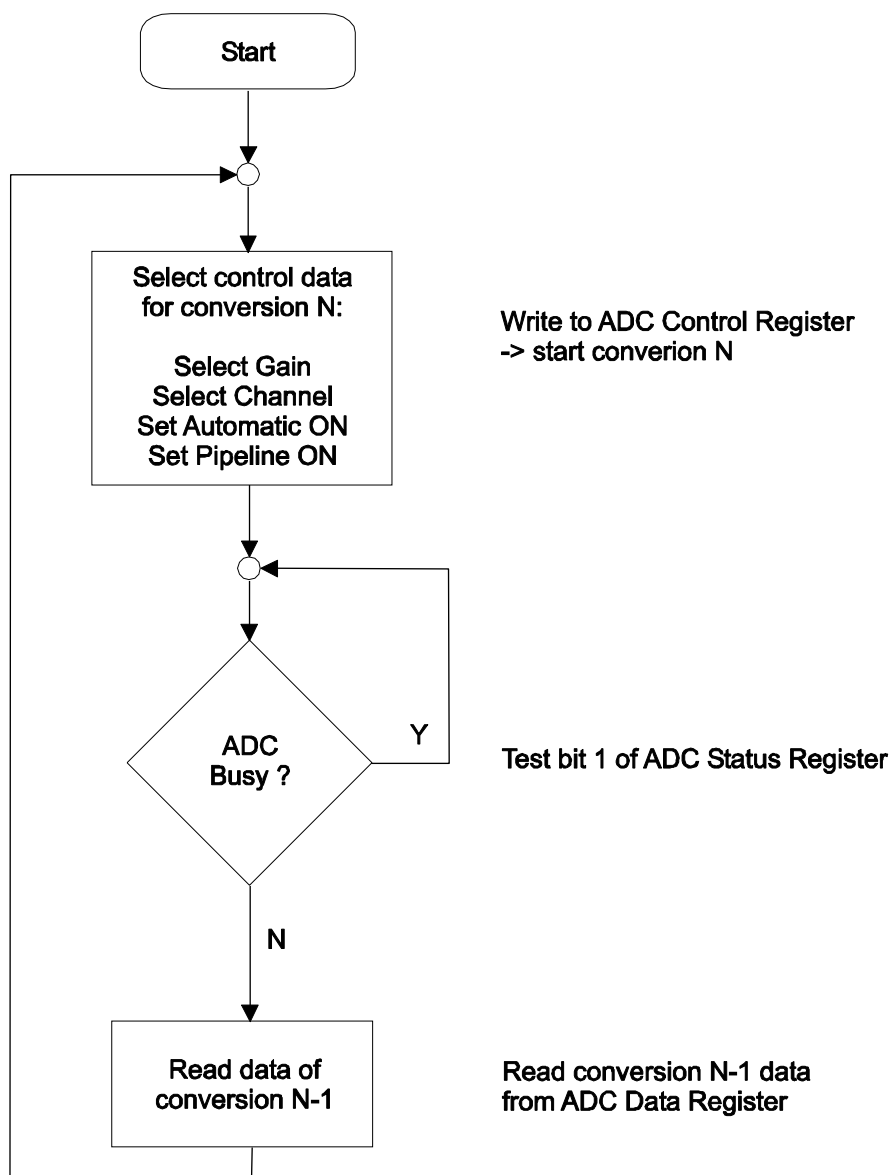 Start
Select control data
for conversion N:
Select Gain
Select Channel
Set Automatic ON
Set Pipeline ON
Write to ADC Control Register
-> start converion N
ADC
Busy ?
Y
Test bit 1 of ADC Status Register
N
Read data of
conversion N-1
Read conversion N-1 data
from ADC Data Register